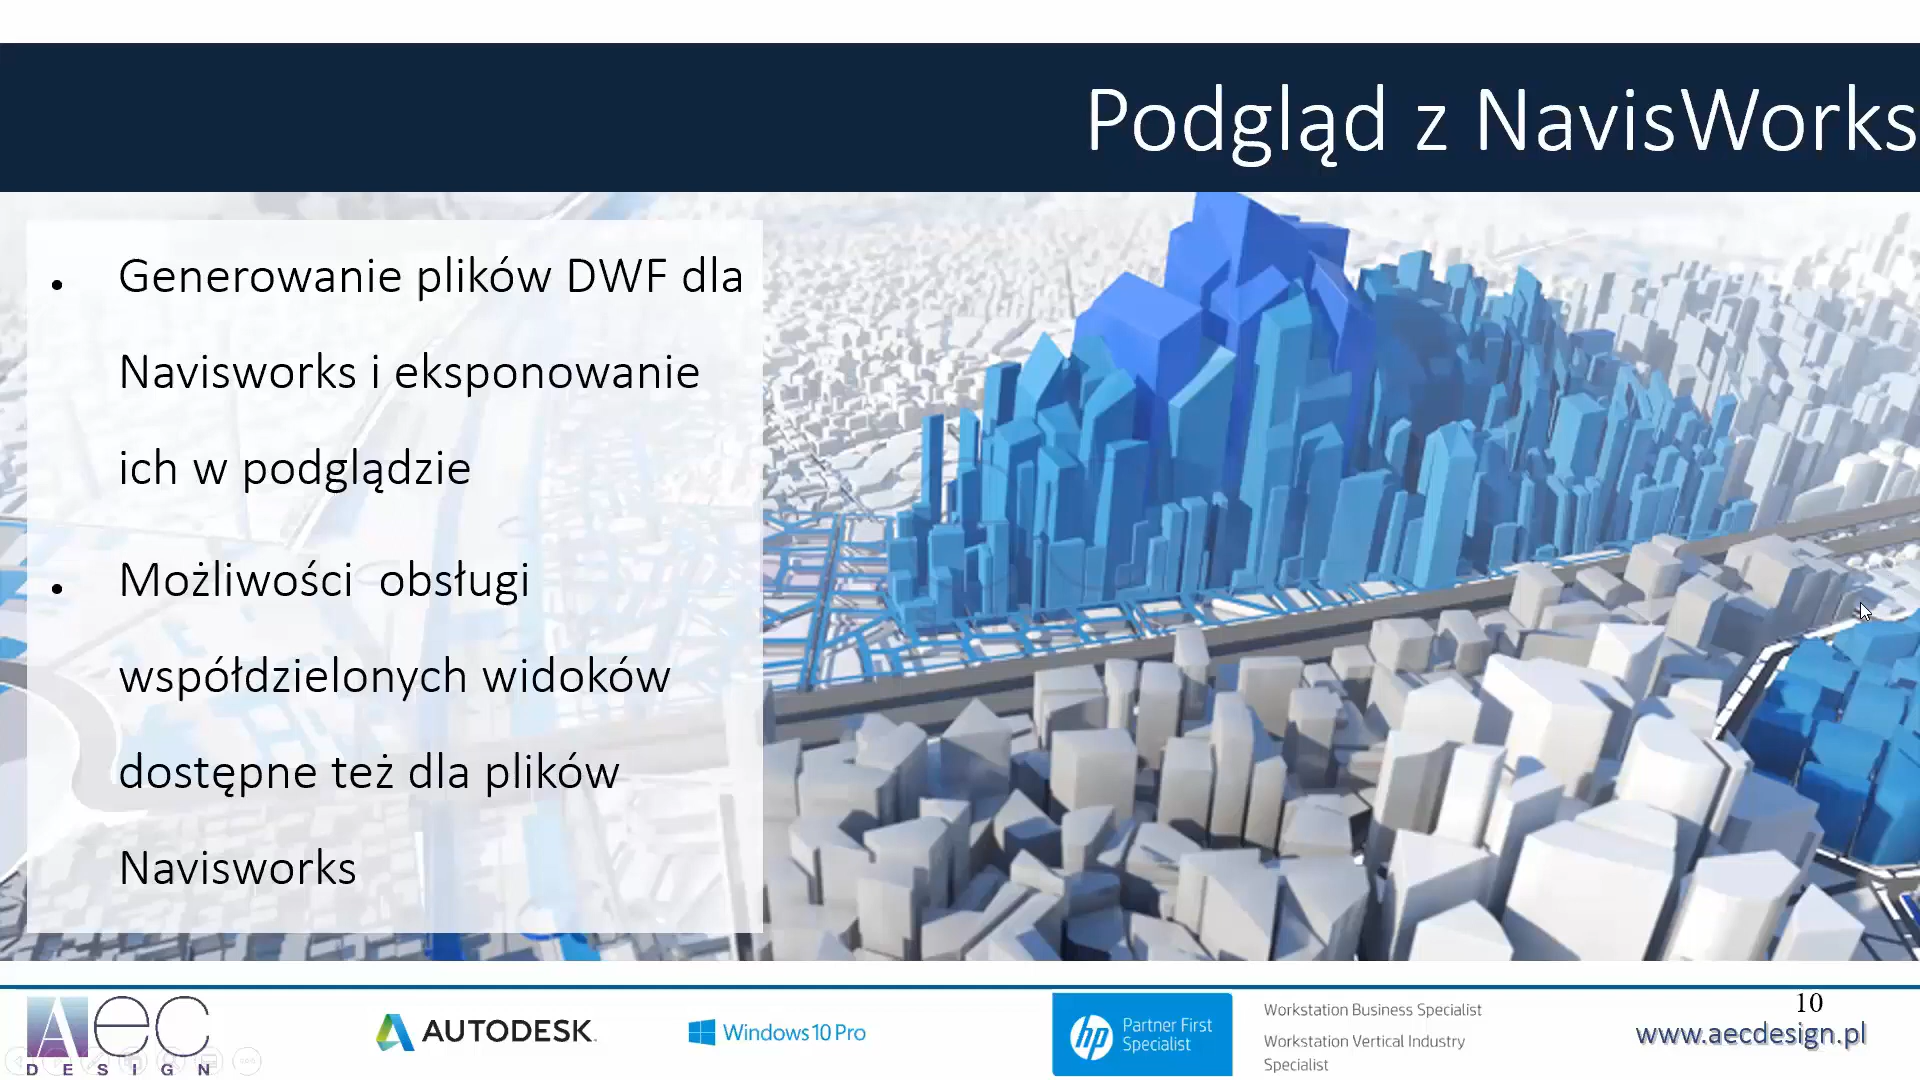 Podgląd z NavisWorks
• Generowanie plików DWF dla
Navisworks i eksponowanie
ich w podglądzie
• Możliwości obsługi
współdzielonych widoków
dostępne też dla plików
Navisworks
AEC
DESIGN
AUTODESK.
Windows 10 Pro
hp
Partner First
Specialist
Workstation Business Specialist
Workstation Vertical Industry
Specialist
10
www.aecdesign.pl